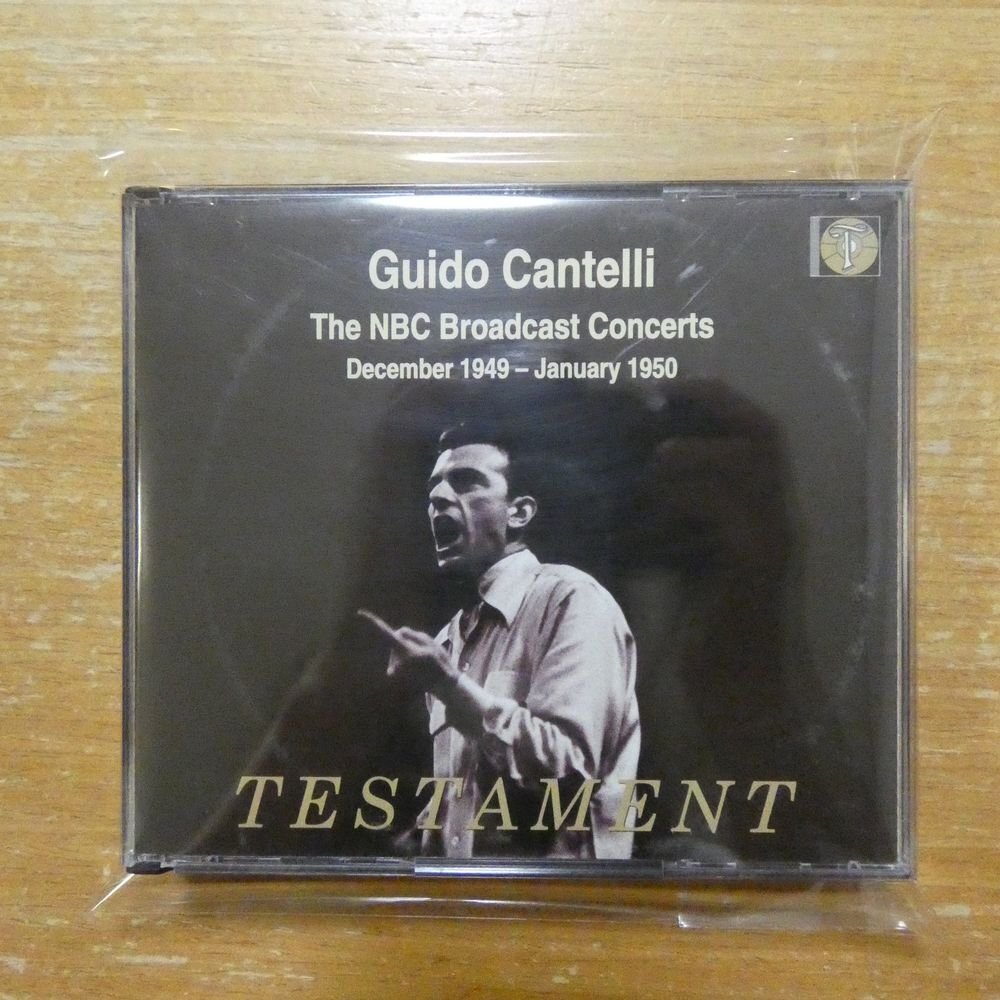 Guido Cantelli
The NBC Broadcast Concerts
December 1949 – January 1950
T
TESTAMENT